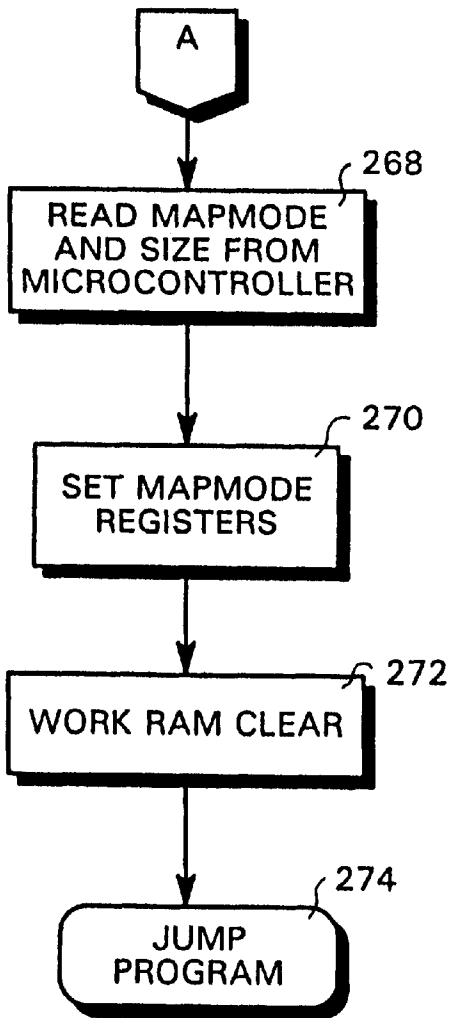 A
268
READ MAPMODE
AND SIZE FROM
MICROCONTROLLER
270
SET MAPMODE
REGISTERS
272
WORK RAM CLEAR
274
JUMP
PROGRAM